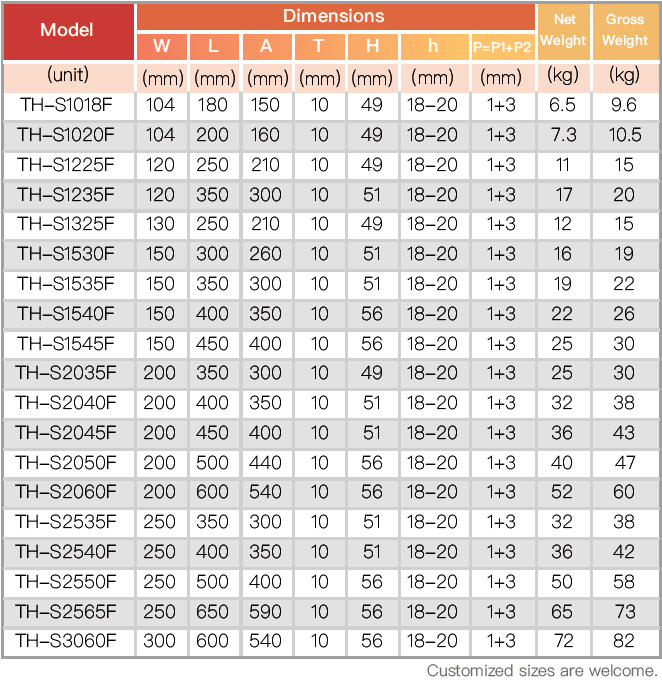 Model Dimensions Net Weight Gross Weight
W L A T H h P=P1+P2
(unit) (mm) (mm) (mm) (mm) (mm) (mm) (mm) (kg) (kg)
TH-S1018F 104 180 150 10 49 18-20 1+3 6.5 9.6
TH-S1020F 104 200 160 10 49 18-20 1+3 7.3 10.5
TH-S1225F 120 250 210 10 49 18-20 1+3 11 15
TH-S1235F 120 350 300 10 51 18-20 1+3 17 20
TH-S1325F 130 250 210 10 49 18-20 1+3 12 15
TH-S1530F 150 300 260 10 51 18-20 1+3 16 19
TH-S1535F 150 350 300 10 51 18-20 1+3 19 22
TH-S1540F 150 400 350 10 56 18-20 1+3 22 26
TH-S1545F 150 450 400 10 56 18-20 1+3 25 30
TH-S2035F 200 350 300 10 49 18-20 1+3 25 30
TH-S2040F 200 400 350 10 51 18-20 1+3 32 38
TH-S2045F 200 450 400 10 51 18-20 1+3 36 43
TH-S2050F 200 500 440 10 56 18-20 1+3 40 47
TH-S2060F 200 600 540 10 56 18-20 1+3 52 60
TH-S2535F 250 350 300 10 51 18-20 1+3 32 38
TH-S2540F 250 400 350 10 51 18-20 1+3 36 42
TH-S2550F 250 500 400 10 56 18-20 1+3 50 58
TH-S2565F 250 650 590 10 56 18-20 1+3 65 73
TH-S3060F 300 600 540 10 56 18-20 1+3 72 82
Customized sizes are welcome.